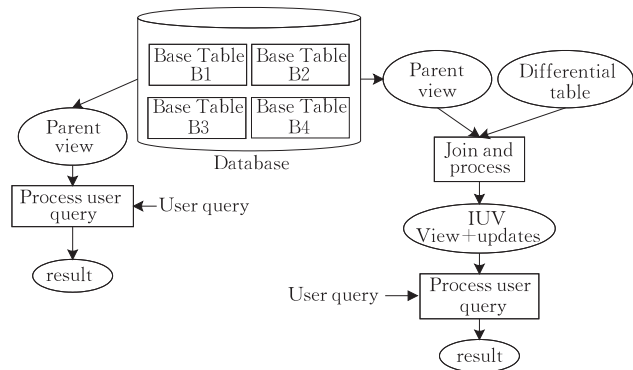 Base Table
B1
Base Table
B2
Base Table
B3
Base Table
B4
Database
Parent
view
Process user
query
User query
result
Parent
view
Differential
table
Join and
process
IUV
View+updates
User query
Process user
query
result